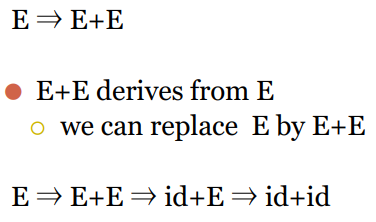 E ⇒ E+E
● E+E derives from E
○ we can replace E by E+E
E ⇒ E+E ⇒ id+E ⇒ id+id